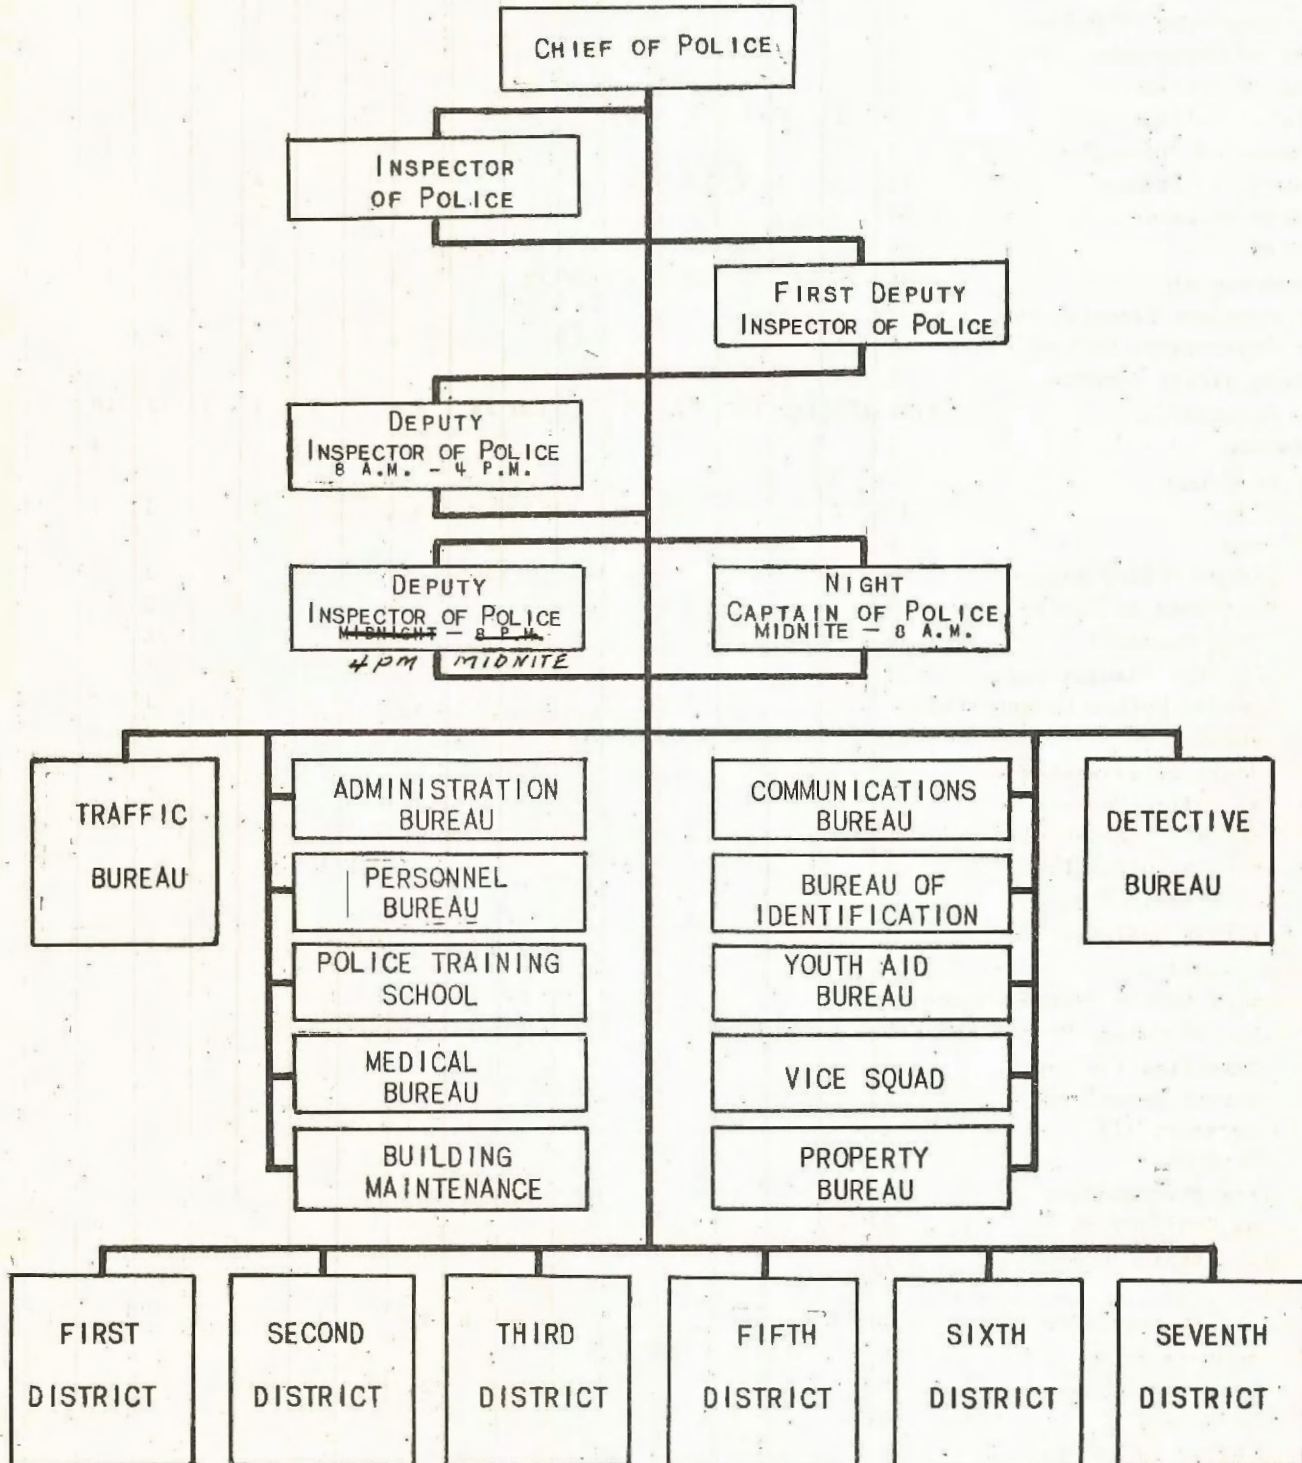 CHIEF OF POLICE
INSPECTOR
OF POLICE
FIRST DEPUTY
INSPECTOR OF POLICE
DEPUTY
INSPECTOR OF POLICE
8 A.M. - 4 P.M.
DEPUTY
INSPECTOR OF POLICE
MIDNIGHT - 8 P.M.
4 PM MIDNITE
NIGHT
CAPTAIN OF POLICE
MIDNITE - 8 A.M.
TRAFFIC
BUREAU
ADMINISTRATION
BUREAU
PERSONNEL
BUREAU
POLICE TRAINING
SCHOOL
MEDICAL
BUREAU
BUILDING
MAINTENANCE
COMMUNICATIONS
BUREAU
BUREAU OF
IDENTIFICATION
YOUTH AID
BUREAU
VICE SQUAD
PROPERTY
BUREAU
DETECTIVE
BUREAU
FIRST
DISTRICT
SECOND
DISTRICT
THIRD
DISTRICT
FIFTH
DISTRICT
SIXTH
DISTRICT
SEVENTH
DISTRICT